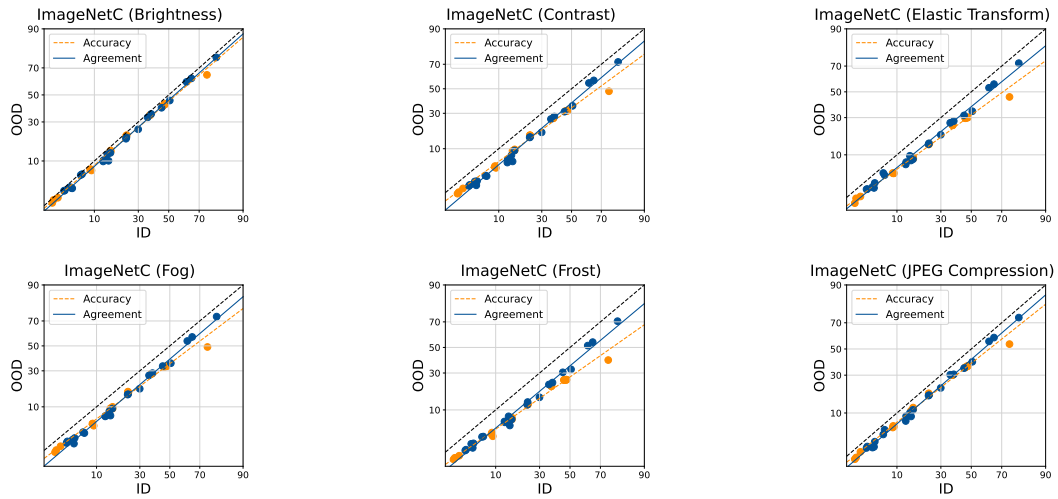 ImageNetC (Brightness)
90
70
50
30
10
OOD
Accuracy
Agreement
10 30 50 70 90
ID
ImageNetC (Contrast)
90
70
50
30
10
OOD
Accuracy
Agreement
10 30 50 70 90
ID
ImageNetC (Elastic Transform)
90
70
50
30
10
OOD
Accuracy
Agreement
10 30 50 70 90
ID
ImageNetC (Fog)
90
70
50
30
10
OOD
Accuracy
Agreement
10 30 50 70 90
ID
ImageNetC (Frost)
90
70
50
30
10
OOD
Accuracy
Agreement
10 30 50 70 90
ID
ImageNetC (JPEG Compression)
90
70
50
30
10
OOD
Accuracy
Agreement
10 30 50 70 90
ID